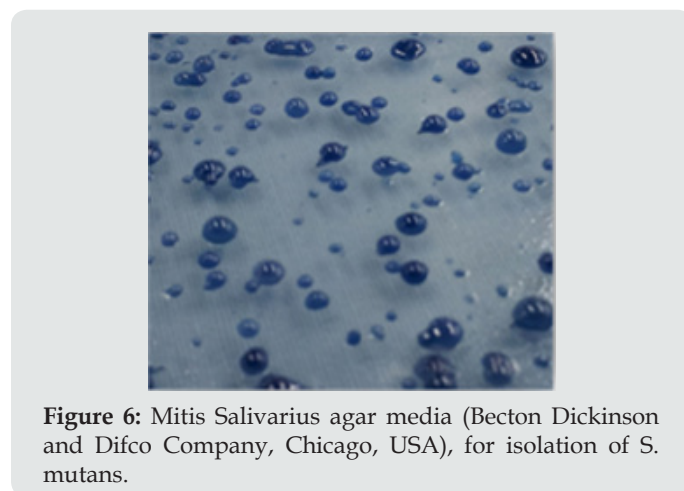 Figure 6: Mitis Salivarius agar media (Becton Dickinson
and Difco Company, Chicago, USA), for isolation of S.
mutans.